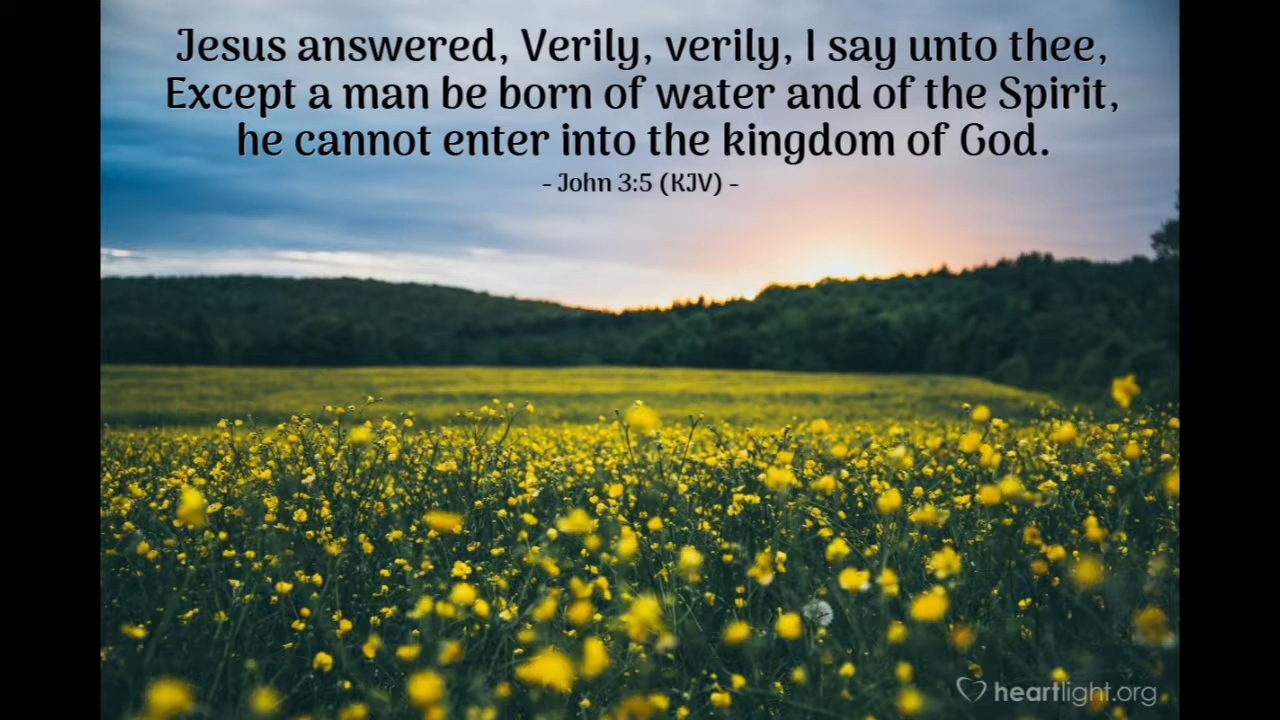 Jesus answered, Verily, verily, I say unto thee,
Except a man be born of water and of the Spirit,
he cannot enter into the kingdom of God.
- John 3:5 (KJV) -
heartlight.org